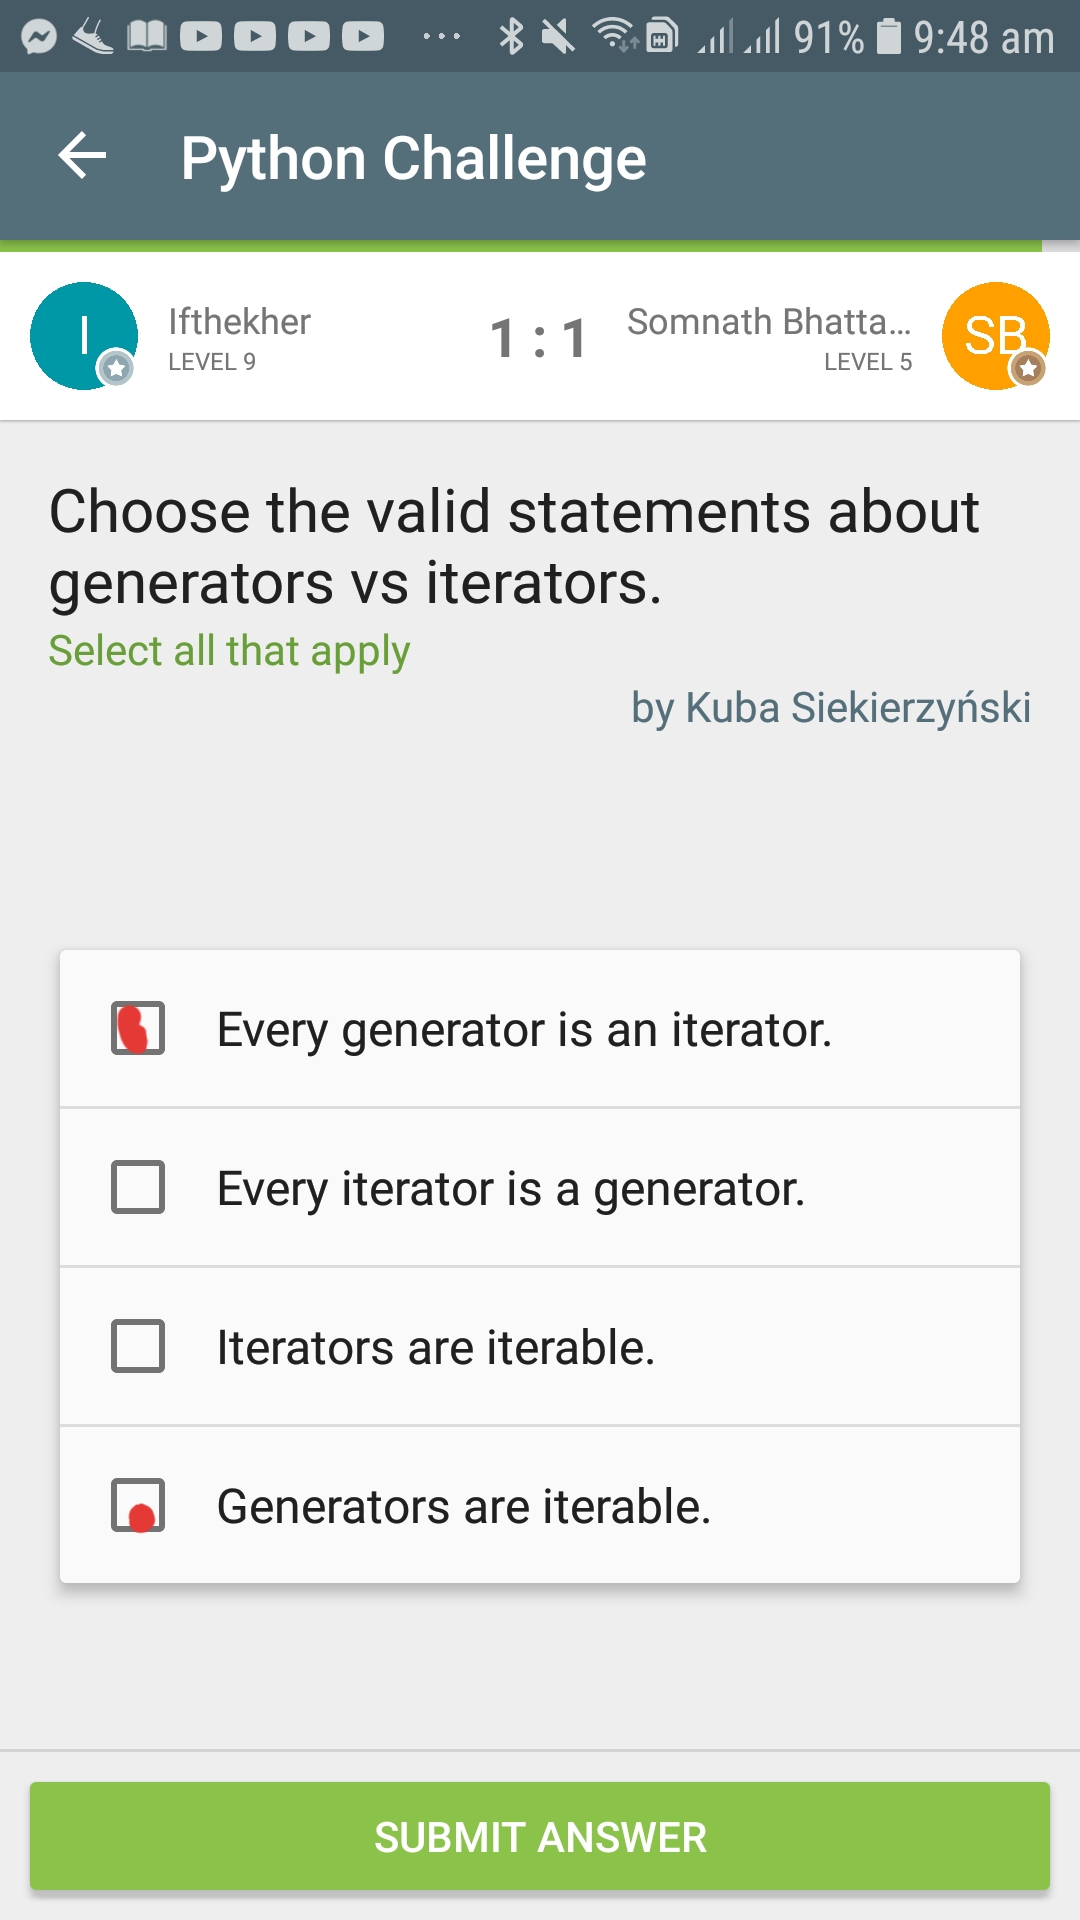 91% 9:48 am
Python Challenge
I Ifthekher LEVEL 9 1 : 1 Somnath Bhatta... LEVEL 5 SB
Choose the valid statements about
generators vs iterators.
Select all that apply
by Kuba Siekierzyński
Every generator is an iterator.
Every iterator is a generator.
Iterators are iterable.
Generators are iterable.
SUBMIT ANSWER